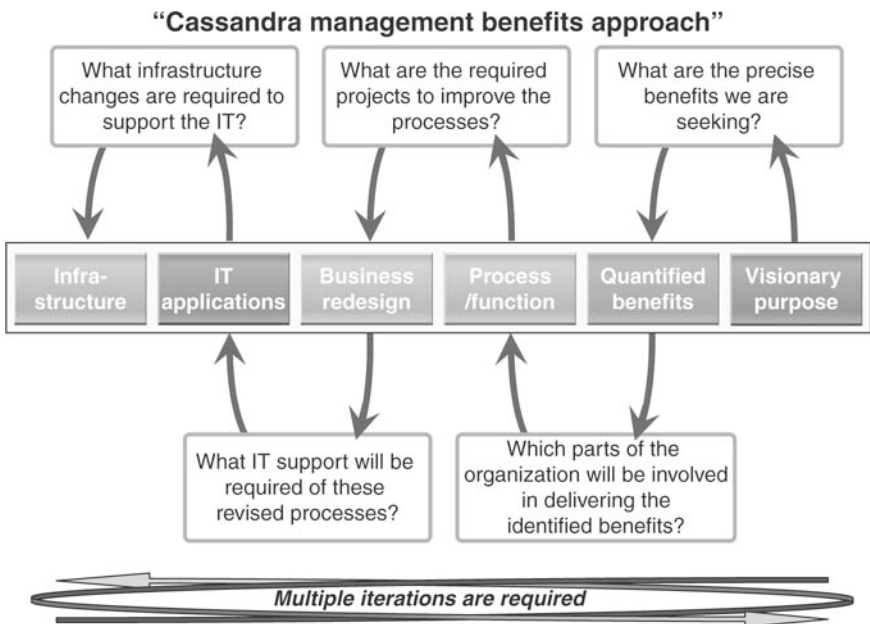 “Cassandra management benefits approach”
What infrastructure
changes are required to
support the IT?
What are the required
projects to improve the
processes?
What are the precise
benefits we are
seeking?
Infra-
structure
IT
applications
Business
redesign
Process
/function
Quantified
benefits
Visionary
purpose
What IT support will be
required of these
revised processes?
Which parts of the
organization will be involved
in delivering the
identified benefits?
Multiple iterations are required